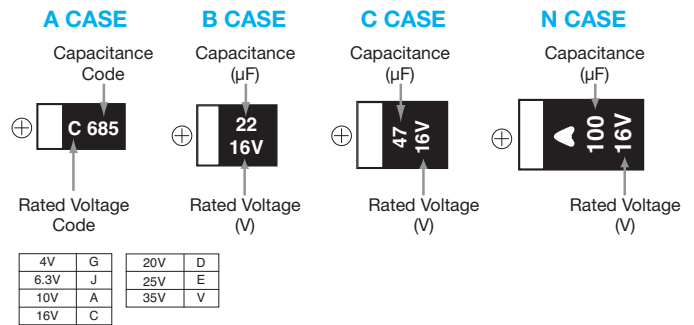 A CASE B CASE C CASE N CASE
Capacitance Code
Capacitance (µF)
Capacitance (µF)
Capacitance (µF)
C 685
22
16V
47
16V
100
16V
Rated Voltage Code
Rated Voltage (V)
Rated Voltage (V)
Rated Voltage (V)
4V G 20V D
6.3V J 25V E
10V A 35V V
16V C